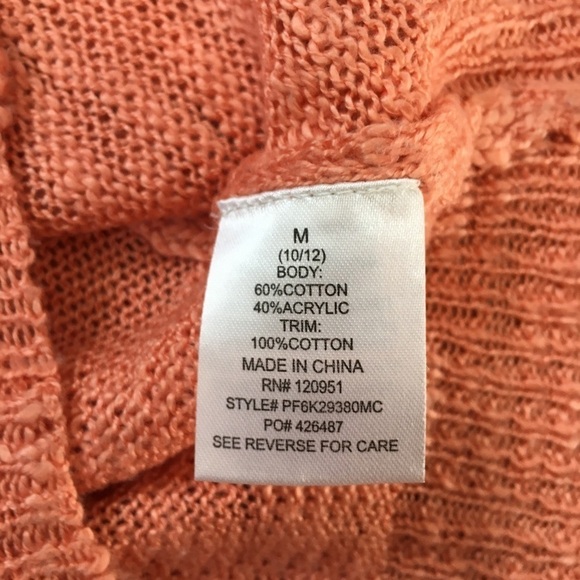 M
(10/12)
BODY:
60%COTTON
40%ACRYLIC
TRIM:
100%COTTON
MADE IN CHINA
RN# 120951
STYLE# PF6K29380MC
PO# 426487
SEE REVERSE FOR CARE